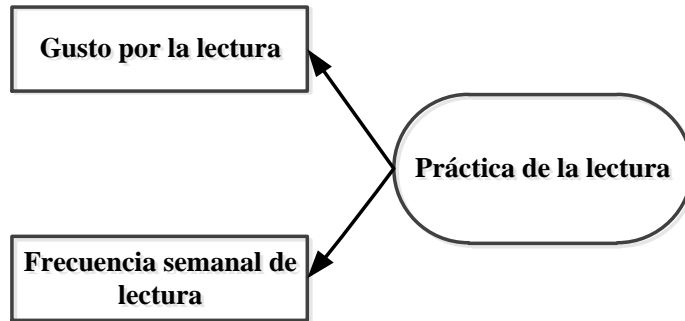 Gusto por la lectura
Práctica de la lectura
Frecuencia semanal de
lectura